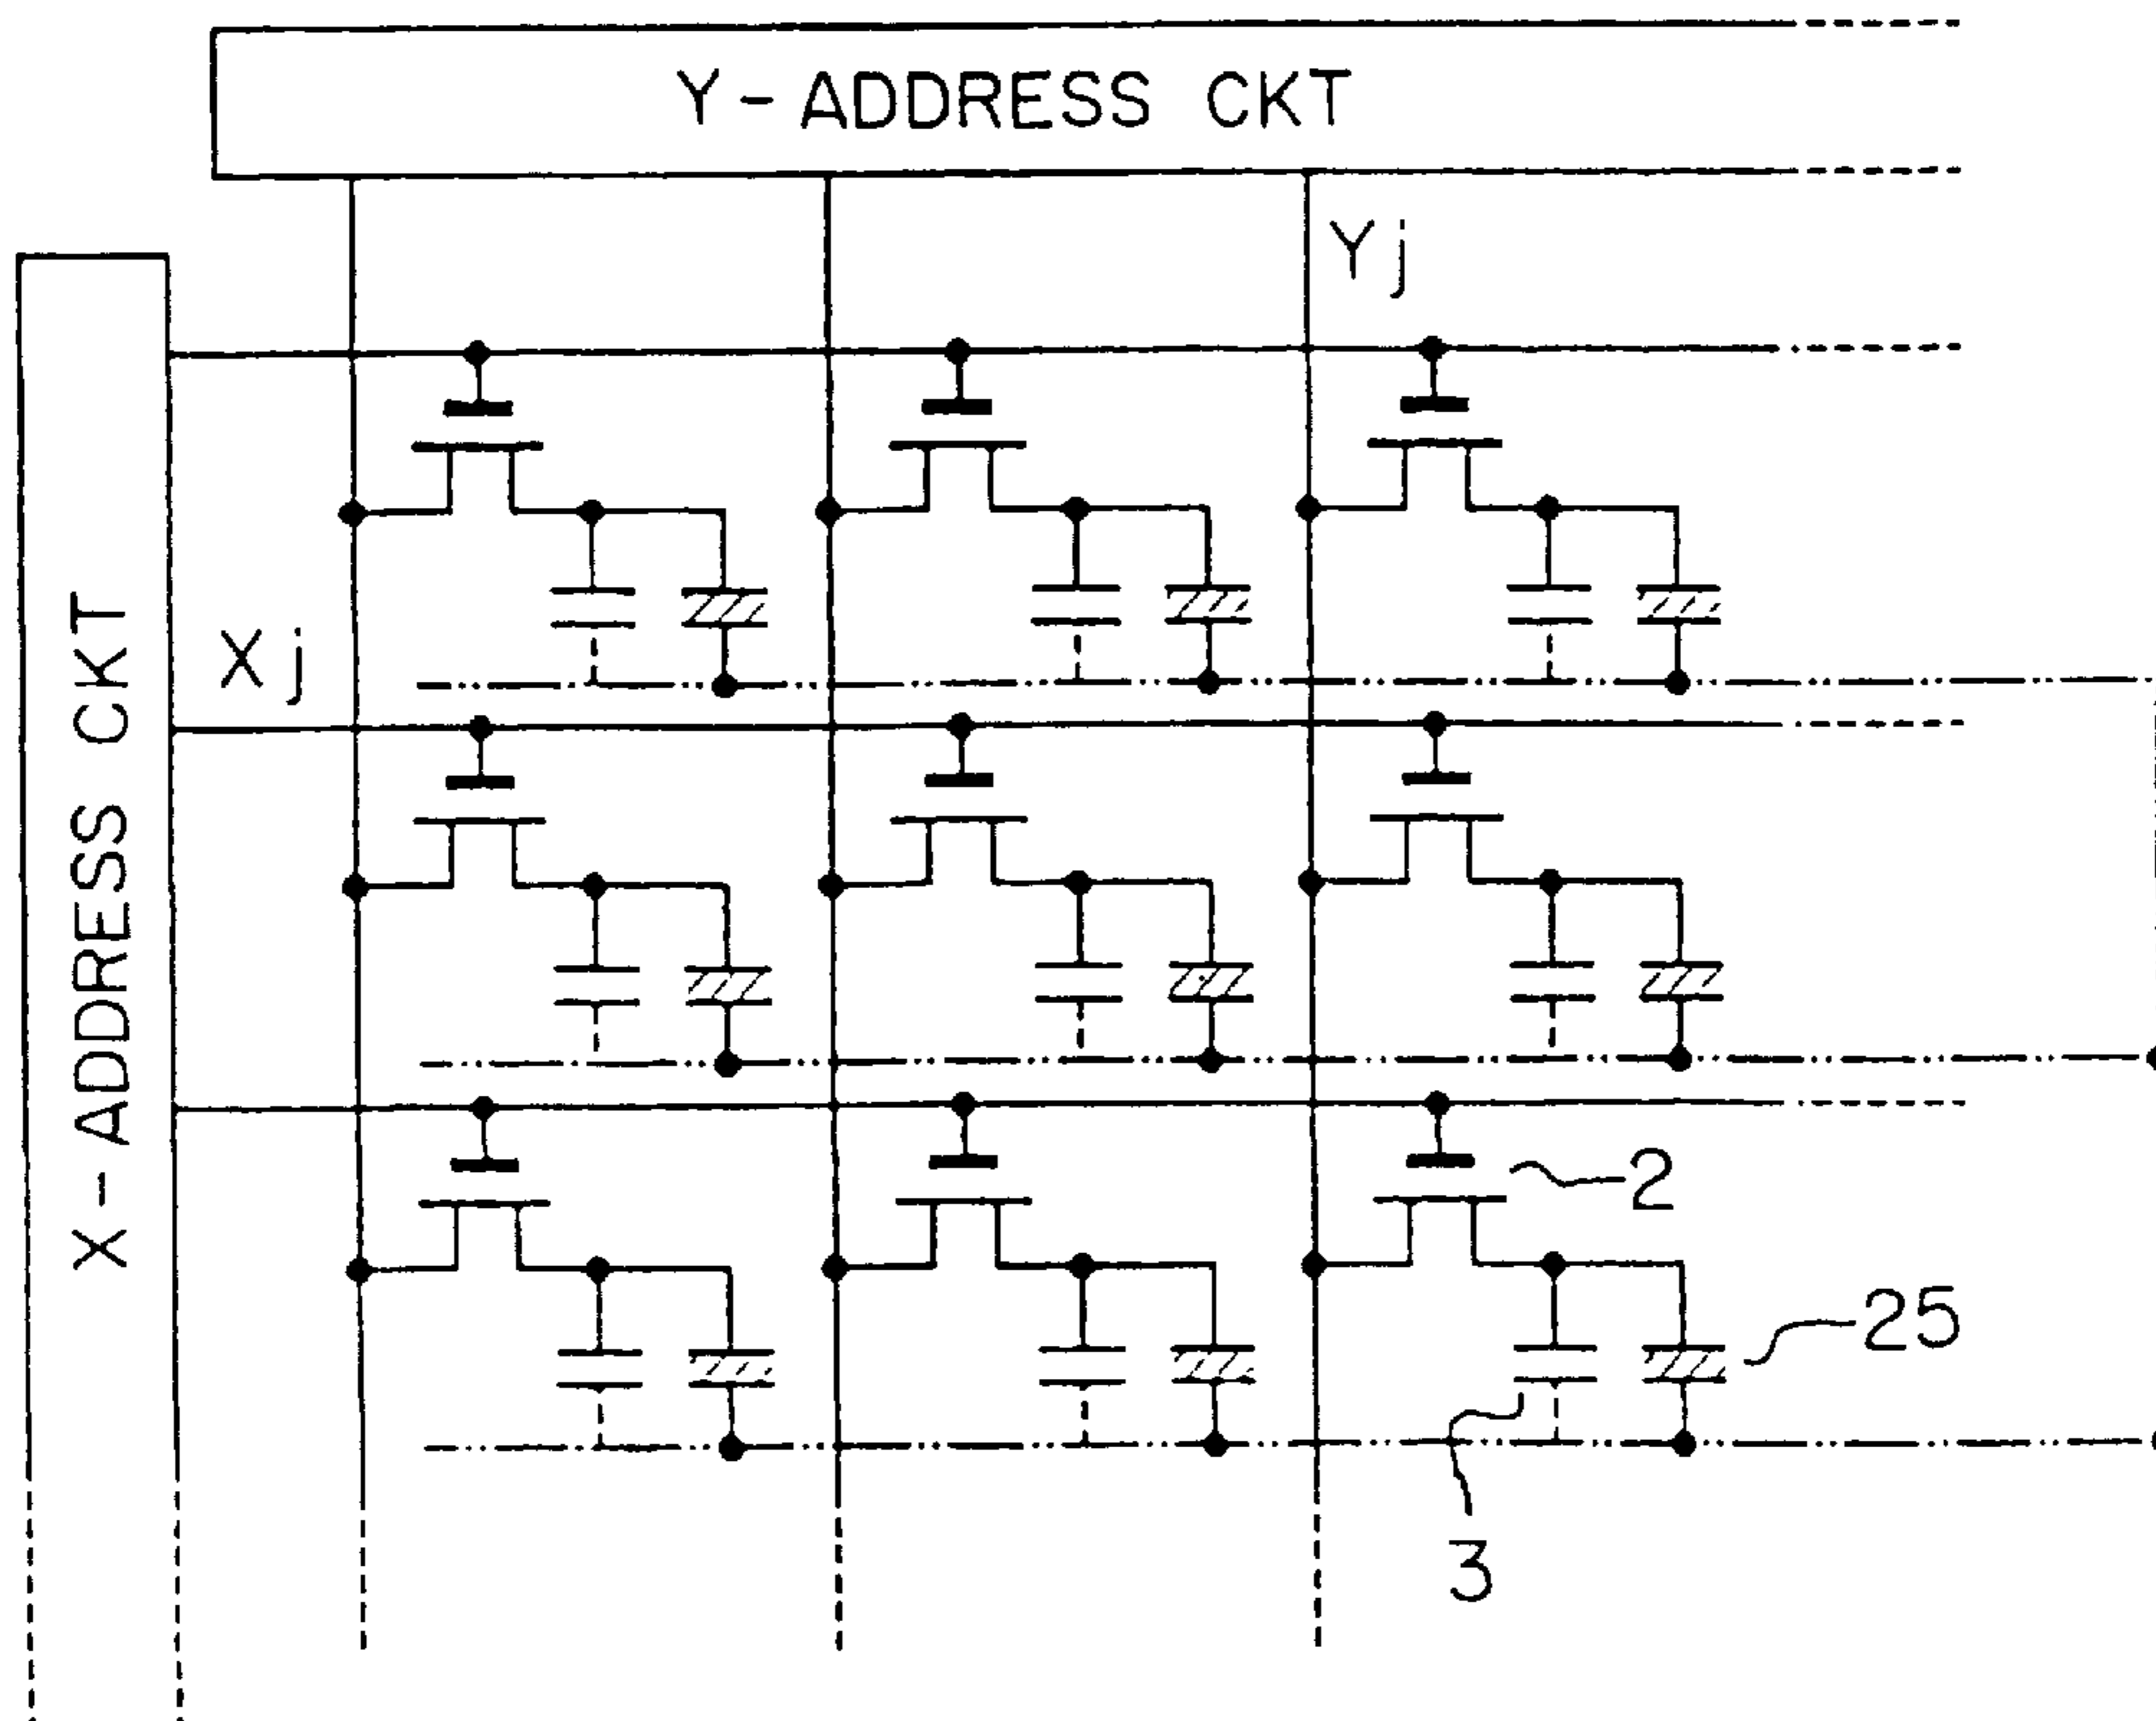 Y-ADDRESS CKT
Yj
X-ADDRESS CKT
Xj
2
25
3